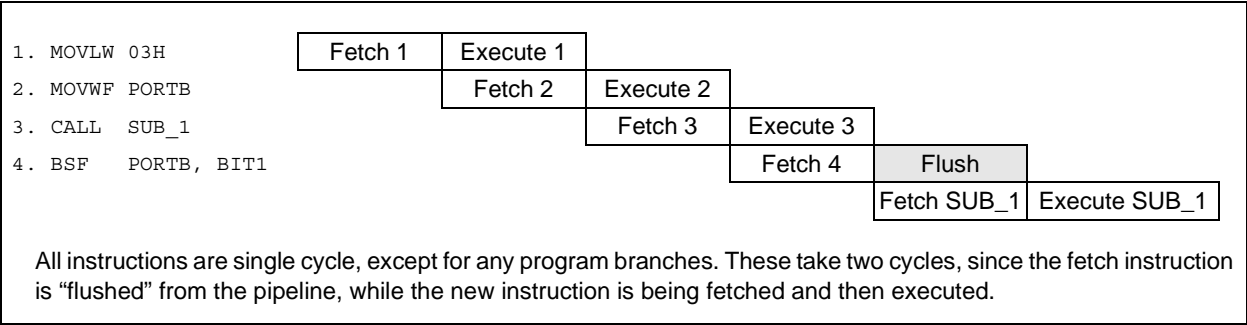 1. MOVLW 03H Fetch 1 Execute 1
2. MOVWF PORTB Fetch 2 Execute 2
3. CALL SUB_1 Fetch 3 Execute 3
4. BSF PORTB, BIT1 Fetch 4 Flush
Fetch SUB_1 Execute SUB_1
All instructions are single cycle, except for any program branches. These take two cycles, since the fetch instruction
is “flushed” from the pipeline, while the new instruction is being fetched and then executed.